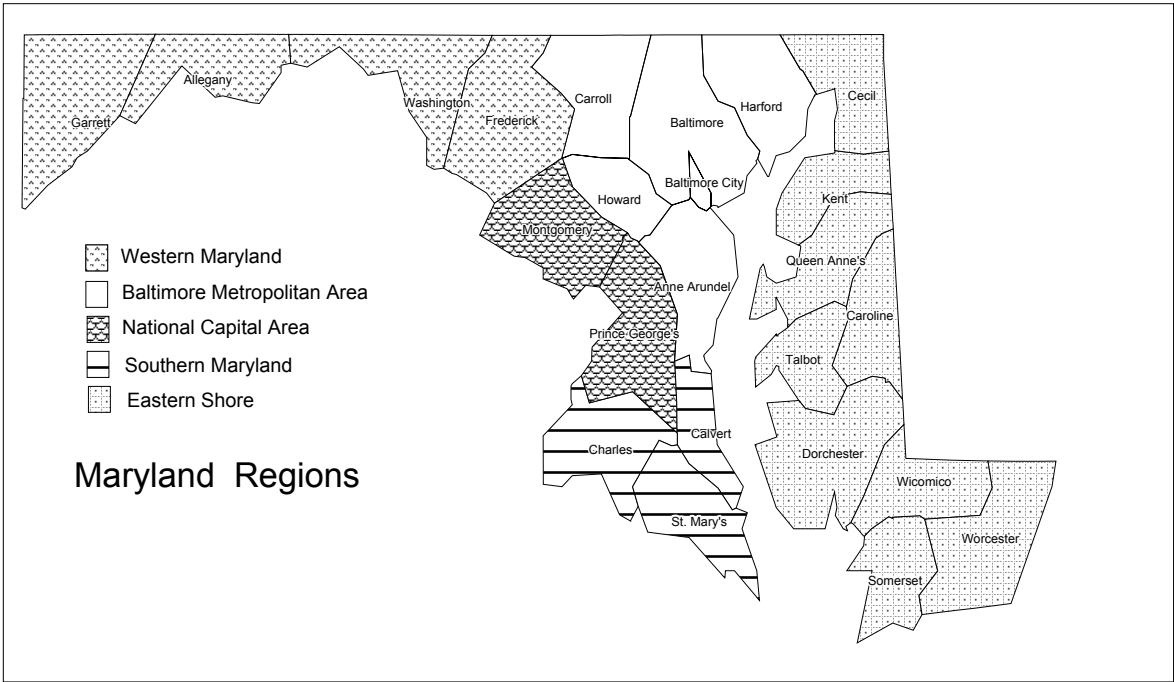 Garrett
Allegany
Washington
Frederick
Carroll
Baltimore
Harford
Cecil
Baltimore City
Howard
Kent
Montgomery
Queen Anne's
Anne Arundel
Caroline
Prince George's
Talbot
Calvert
Charles
Dorchester
Wicomico
St. Mary's
Worcester
Somerset
Western Maryland
Baltimore Metropolitan Area
National Capital Area
Southern Maryland
Eastern Shore
Maryland Regions